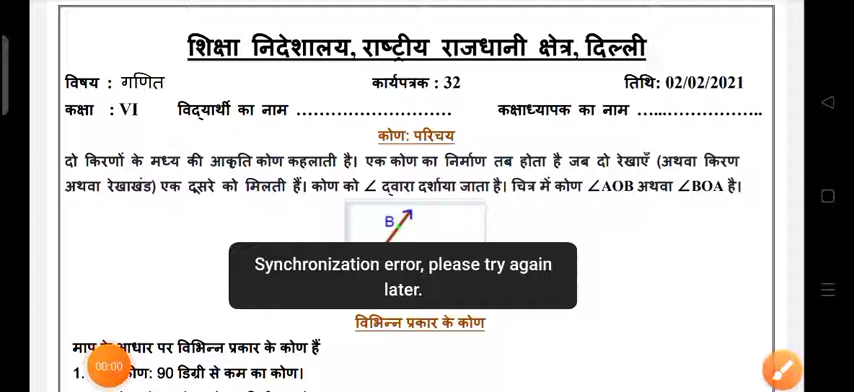 शिक्षा निदेशालय, राष्ट्रीय राजधानी क्षेत्र, दिल्ली
विषय : गणित कार्यपत्रक : 32 तिथि: 02/02/2021
कक्षा : VI विद्यार्थी का नाम ........................... कक्षाध्यापक का नाम ......................
कोण: परिचय
दो किरणों के मध्य की आकृति कोण कहलाती है। एक कोण का निर्माण तब होता है जब दो रेखाएँ (अथवा किरण
अथवा रेखाखंड) एक दूसरे को मिलती हैं। कोण को ∠ द्वारा दर्शाया जाता है। चित्र में कोण ∠AOB अथवा ∠BOA है।
B
Synchronization error, please try again
later.
विभिन्न प्रकार के कोण
माप के आधार पर विभिन्न प्रकार के कोण हैं
1. कोण: 90 डिग्री से कम का कोण।
00:00